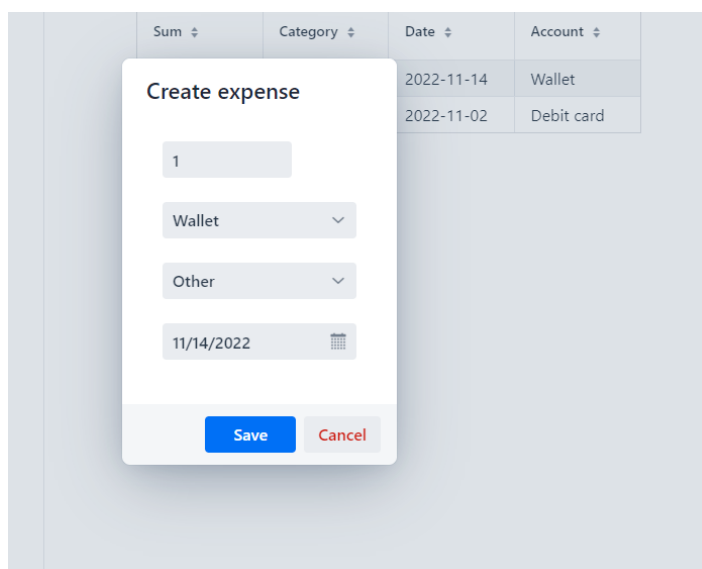 Sum Category Date Account
Create expense
2022-11-14 Wallet
2022-11-02 Debit card
1
Wallet
Other
11/14/2022
Save Cancel